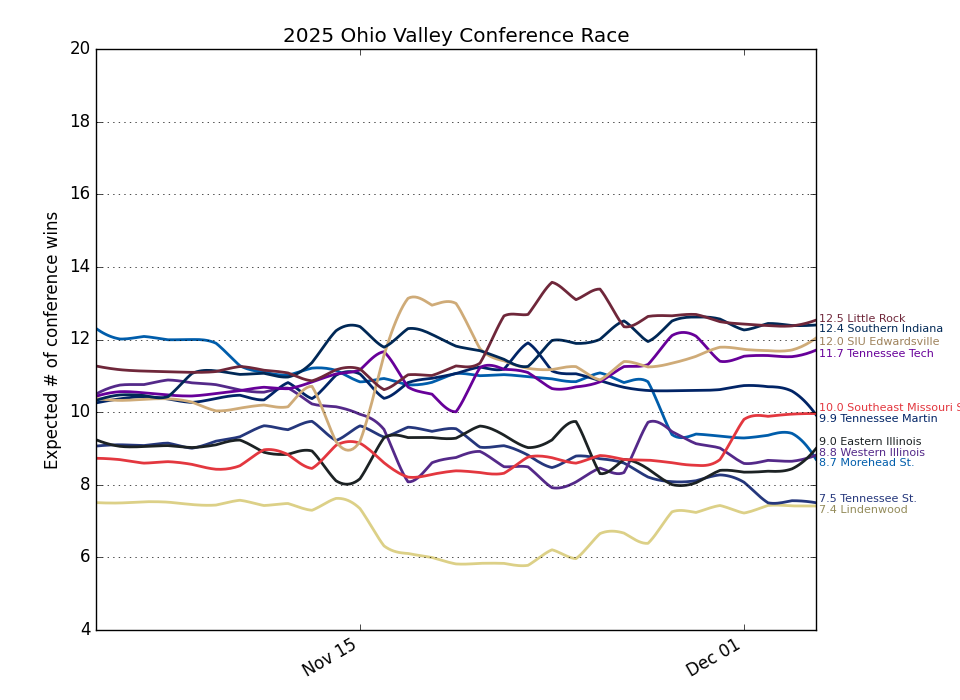 2025 Ohio Valley Conference Race
Expected # of conference wins
20
18
16
14
12
10
8
6
4
Nov 15
Dec 01
12.5 Little Rock
12.4 Southern Indiana
12.0 SIU Edwardsville
11.7 Tennessee Tech
10.0 Southeast Missouri S
9.9 Tennessee Martin
9.0 Eastern Illinois
8.8 Western Illinois
8.7 Morehead St.
7.5 Tennessee St.
7.4 Lindenwood